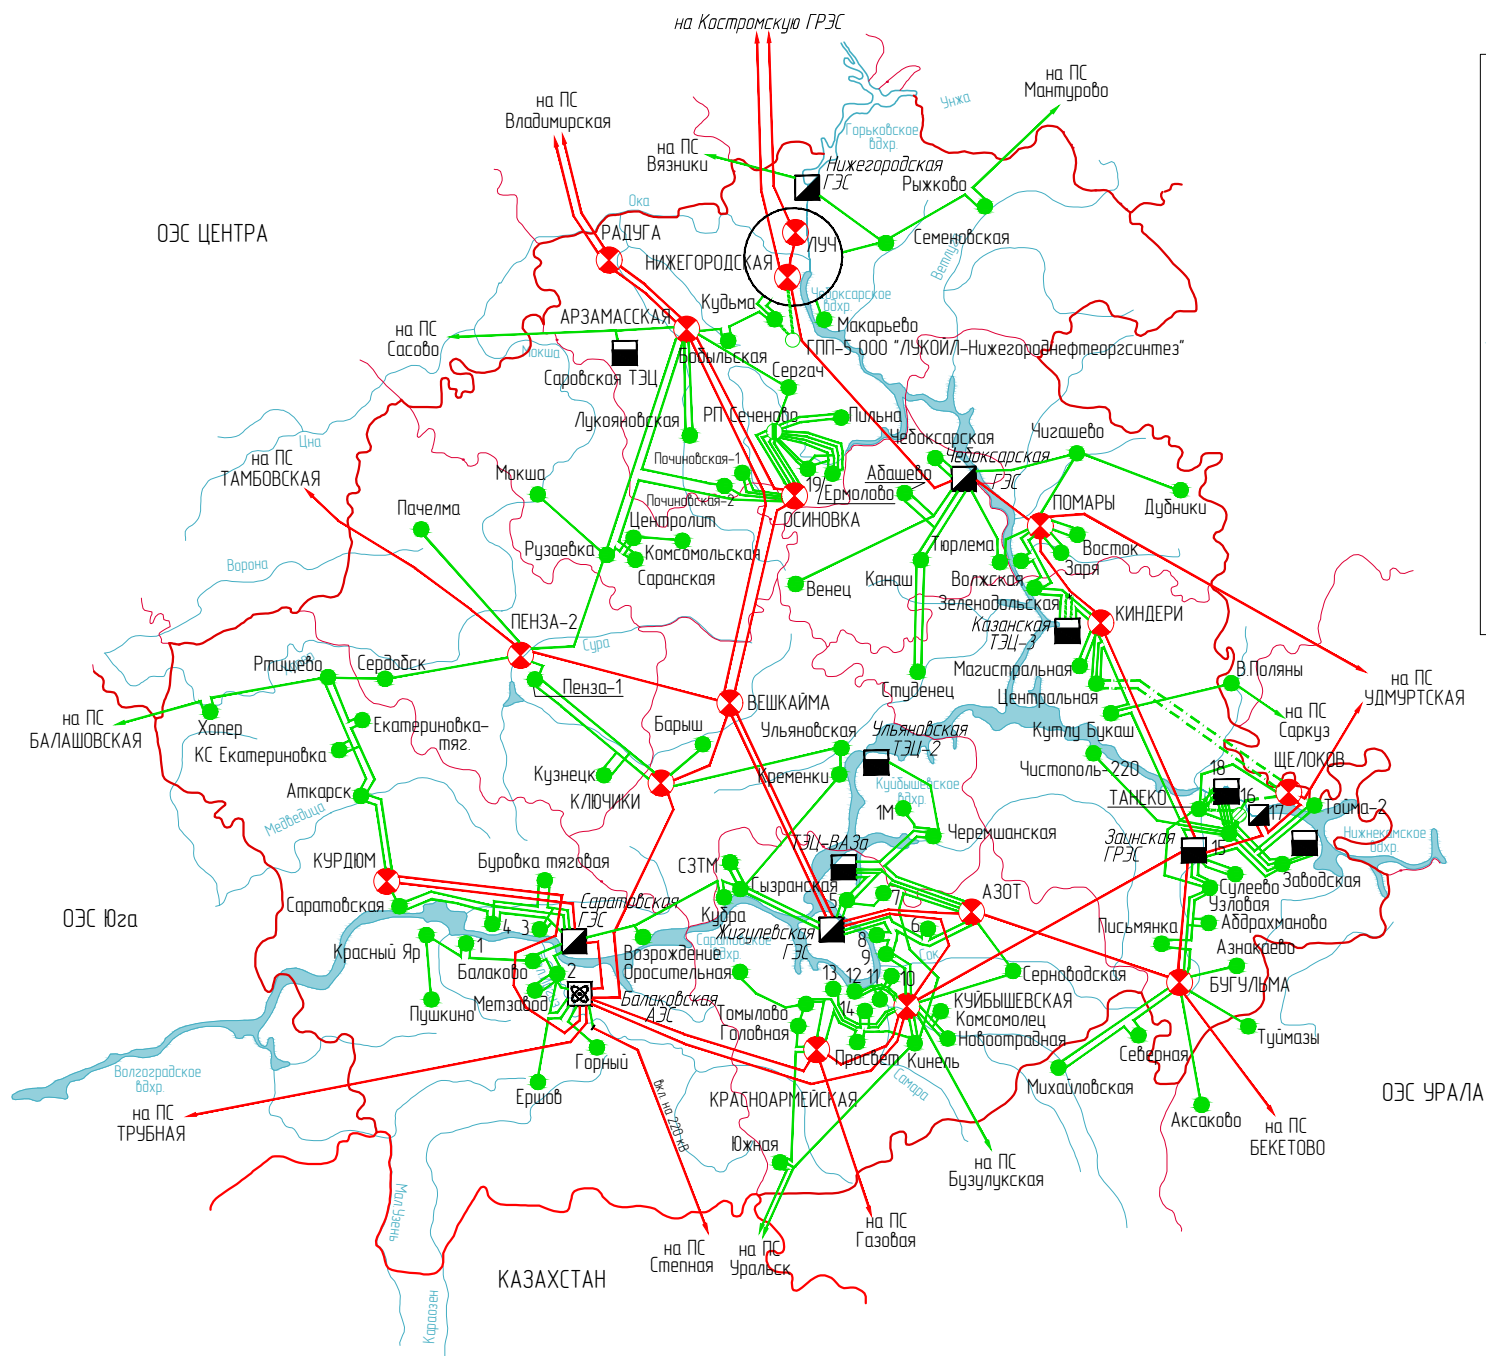 на Костромскую ГРЭС
на ПС
Мантурово
на ПС
Владимирская
Унжа
Горьковское
вдхр.
на ПС
Вязники
Нижегородская
ГЭС
Рыжково
Ока
ОЭС ЦЕНТРА
РАДУГА
ЛУЧ
Семеновская
Ветлуга
НИЖЕГОРОДСКАЯ
Чебоксарское
вдхр.
Кудьма
АРЗАМАССКАЯ
Макарьево
на ПС
Сасово
Мокша
Бобыльская
ГПП-5 ООО "ЛУКОЙЛ-Нижегороднефтеоргсинтез"
Саровская ТЭЦ
Сергач
Лукояновская
РП Сеченово
Пильна
Цна
Чебоксарская
Чигашево
на ПС
ТАМБОВСКАЯ
Починовская-1
Чебоксарская
ГЭС
Мокша
Абашево
19
Ермолово
Починовская-2
Пачелма
ОСИНОВКА
ПОМАРЫ
Дубники
Центролит
Рузаевка
Комсомольская
Саранская
Тюрлема
Восток
Заря
Ворона
Венец
Канаш
Волжская
Зеленодольская
Казанская
ТЭЦ-3
КИНДЕРИ
ПЕНЗА-2
Сура
Ртищево
Сердобск
Пенза-1
Магистральная
Студенец
Центральная
В.Поляны
на ПС
УДМУРТСКАЯ
ВЕШКАЙМА
на ПС
БАЛАШОВСКАЯ
Хопер
Екатериновка-
тяг.
КС Екатериновка
Барыш
Ульяновская
Ульяновская
ТЭЦ-2
Кутлу Букаш
на ПС
Саркуз
Кузнецк
Кременки
Чистополь-220
ЩЕЛОКОВ
18
Аткарск
КЛЮЧИКИ
Куйбышевское
вдхр.
ТАНЕКО
16
17
Тойма-2
Медведица
1М
Черемшанская
Заинская
ГРЭС
15
Нижнекамское
вдхр.
ТЭЦ-ВАЗа
КУРДЮМ
Буровка тяговая
СЗТМ
Сызранская
5
7
АЗОТ
Заводская
Сулеево
Узловая
Саратовская
ОЭС Юга
4
3
Саратовская
ГЭС
Кубра
Жигулевская
ГЭС
6
Письмянка
Абдрахманово
Азнакаево
Красный Яр
1
Возрождение
Саратовское
вдхр.
8
9
Сок
Балаково
2
Оросительная
13
12
11
10
Серноводская
БУГУЛЬМА
Метзавод
Балаковская
АЭС
Пушкино
Томылово
14
КУЙБЫШЕВСКАЯ
Комсомолец
Головная
Новоотрадная
Туймазы
Горный
Просвет
Кинель
Северная
Волгоградское
вдхр.
Ершов
Самара
Михайловская
КРАСНОАРМЕЙСКАЯ
вкл. на 220 кВ
ОЭС УРАЛА
на ПС
ТРУБНАЯ
Аксаково
на ПС
БЕКЕТОВО
Южная
на ПС
Бузулукская
Мал.Узень
на ПС
Газовая
на ПС
Степная
на ПС
Уральск
КАЗАХСТАН
Караозен